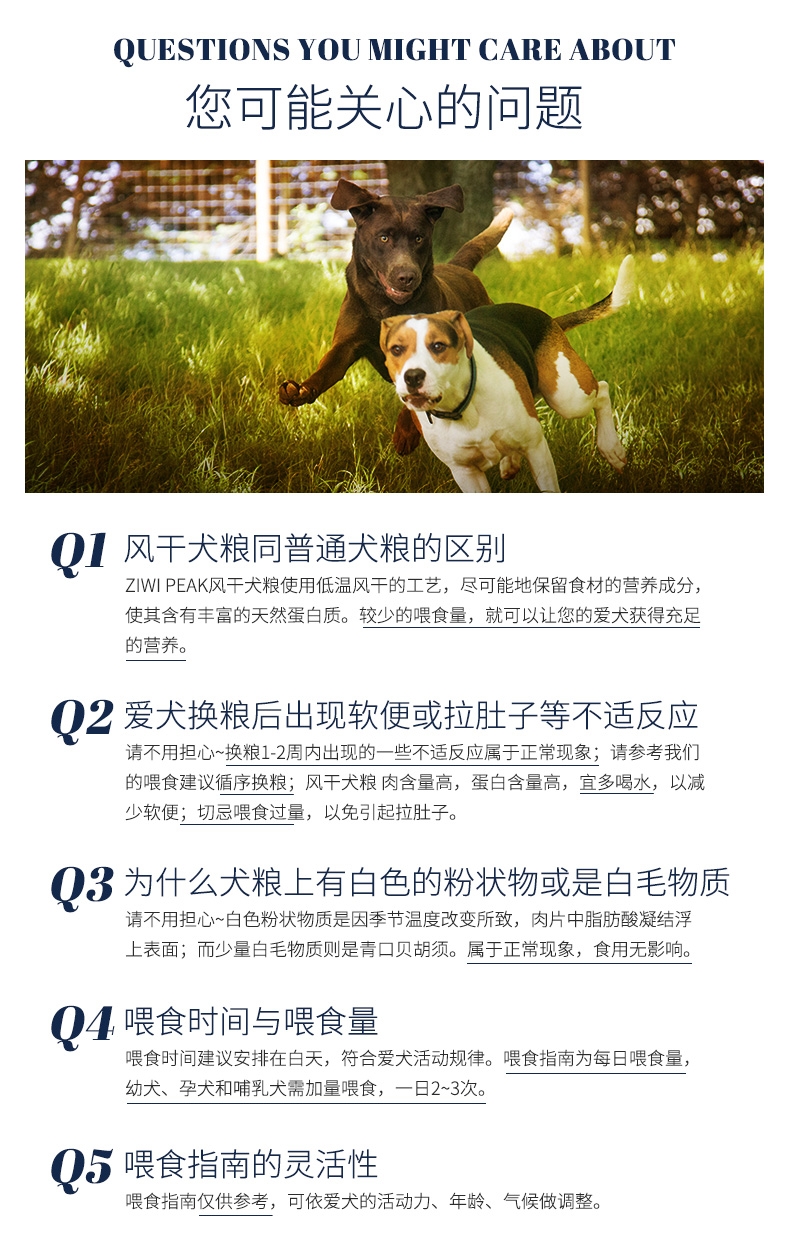 QUESTIONS YOU MIGHT CARE ABOUT
您可能关心的问题
Q1 风干犬粮同普通犬粮的区别
ZIWI PEAK风干犬粮使用低温风干的工艺，尽可能地保留食材的营养成分，
使其含有丰富的天然蛋白质。较少的喂食量，就可以让您的爱犬获得充足
的营养。
Q2 爱犬换粮后出现软便或拉肚子等不适反应
请不用担心~换粮1-2周内出现的一些不适反应属于正常现象；请参考我们
的喂食建议循序换粮；风干犬粮 肉含量高，蛋白含量高，宜多喝水，以减
少软便；切忌喂食过量，以免引起拉肚子。
Q3 为什么犬粮上有白色的粉状物或是白毛物质
请不用担心~白色粉状物质是因季节温度改变所致，肉片中脂肪酸凝结浮
上表面；而少量白毛物质则是青口贝胡须。属于正常现象，食用无影响。
Q4 喂食时间与喂食量
喂食时间建议安排在白天，符合爱犬活动规律。喂食指南为每日喂食量，
幼犬、孕犬和哺乳犬需加量喂食，一日2~3次。
Q5 喂食指南的灵活性
喂食指南仅供参考，可依爱犬的活动力、年龄、气候做调整。